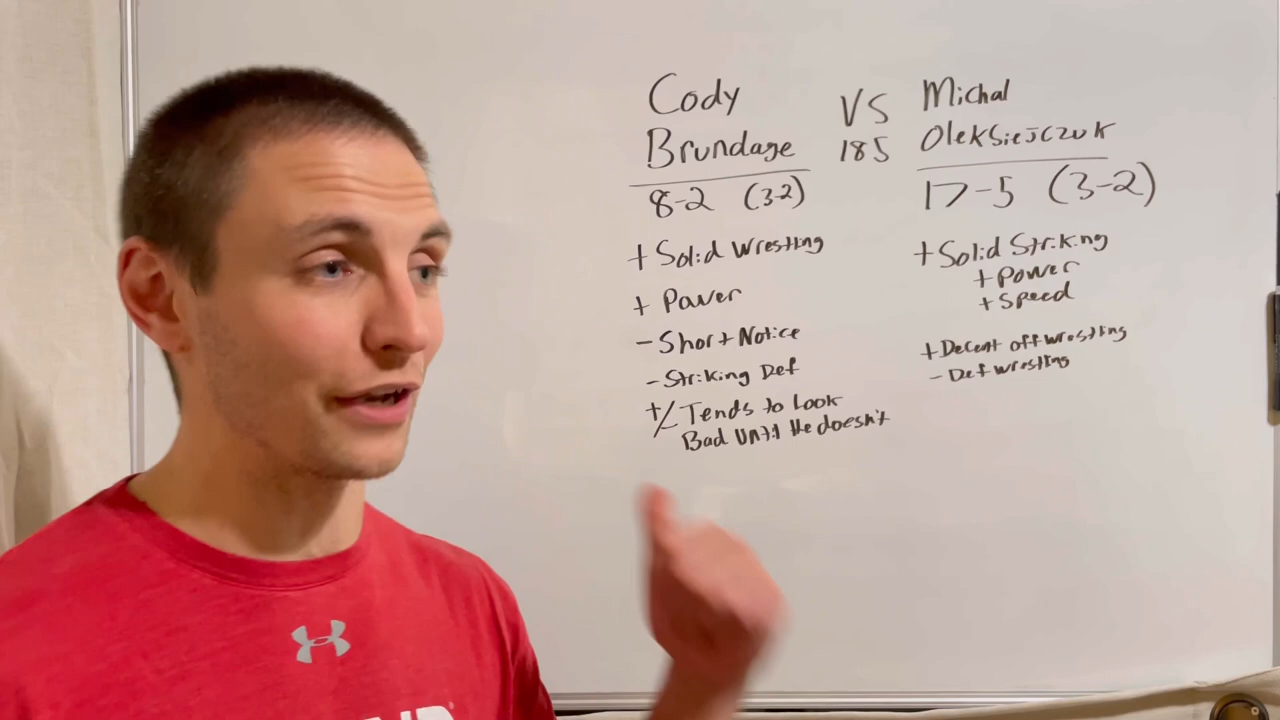 Cody
Brundage
8-2 (3-2)
+ Solid Wrestling
+ Power
- Short Notice
- Striking Def
+/- Tends to Look
Bad Until He doesn't
VS
185
Michal
Oleksiejczuk
17-5 (3-2)
+ Solid Striking
+ Power
+ Speed
+ Decent off wrestling
- Def wrestling